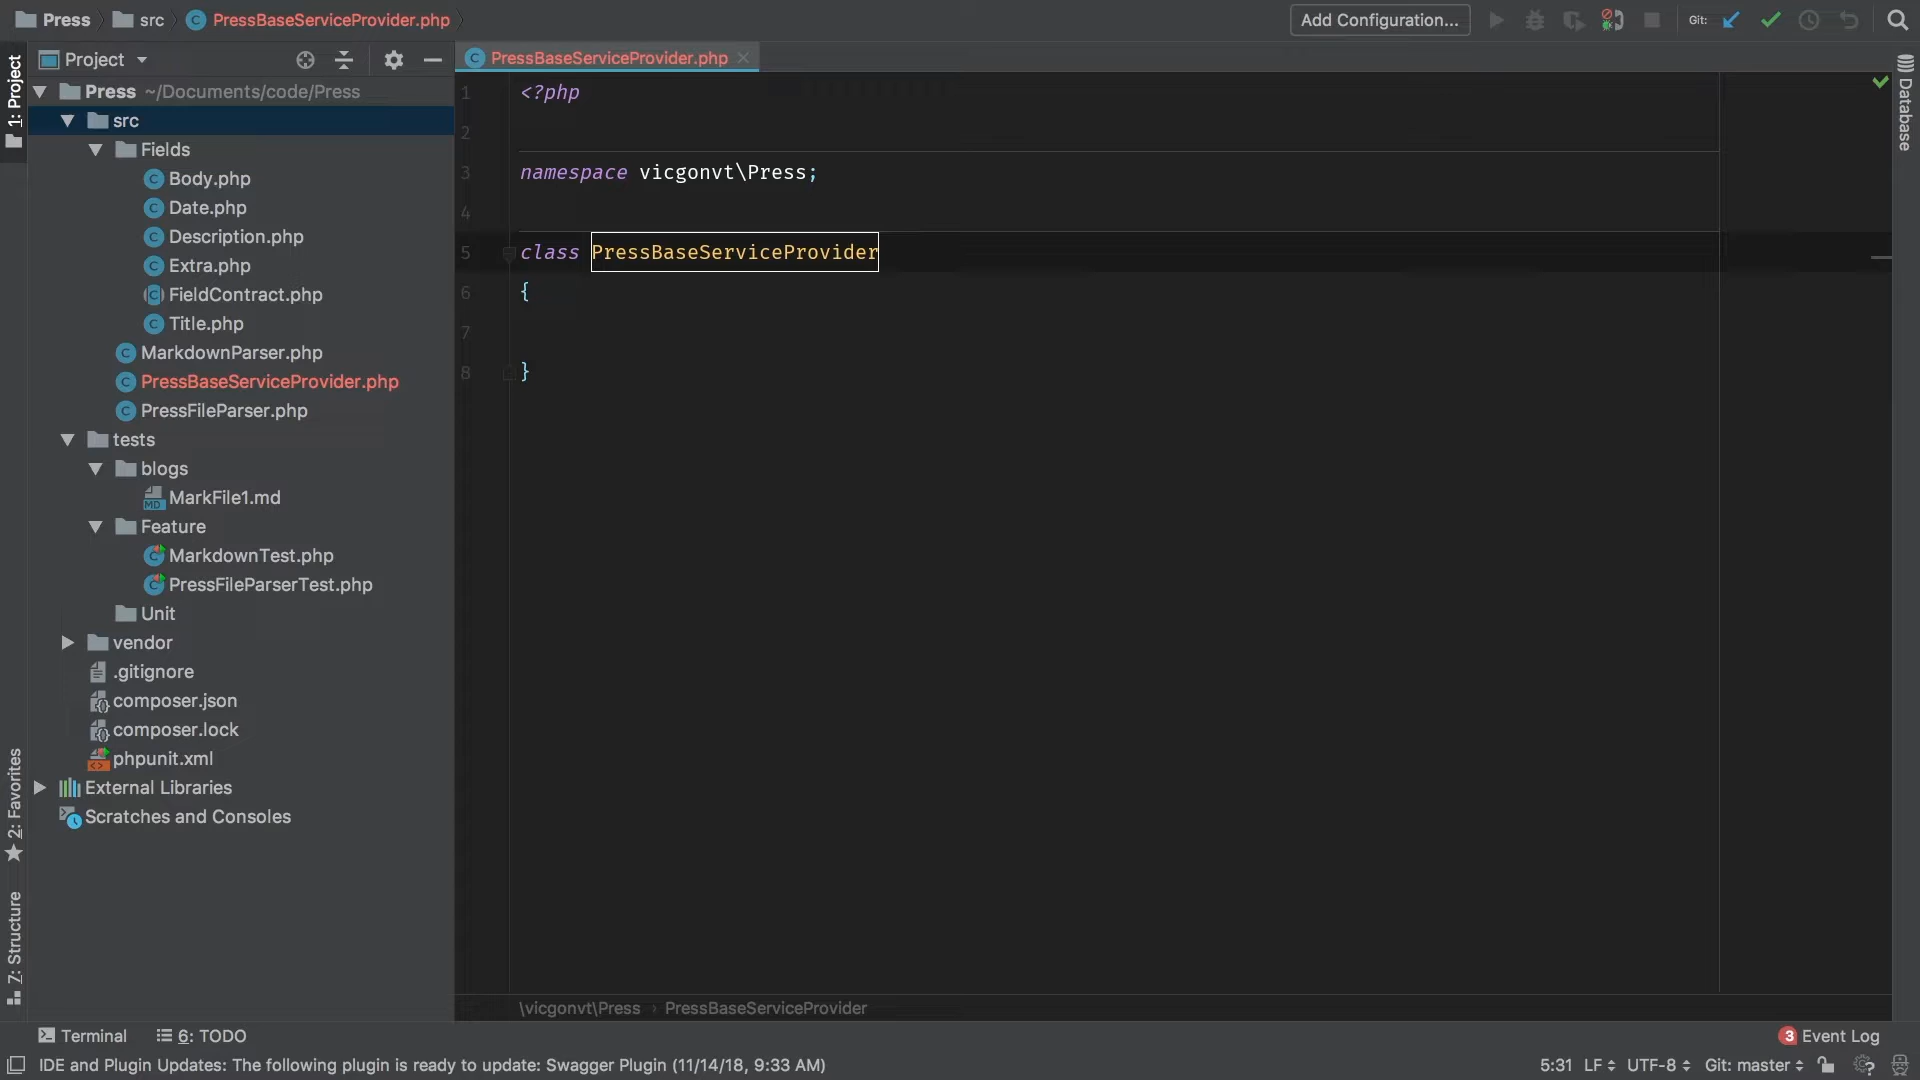 Press src PressBaseServiceProvider.php Add Configuration... Git:
1: Project
Project
PressBaseServiceProvider.php
Database
Press ~/Documents/code/Press
src
Fields
Body.php
Date.php
Description.php
Extra.php
FieldContract.php
Title.php
MarkdownParser.php
PressBaseServiceProvider.php
PressFileParser.php
tests
blogs
MarkFile1.md
Feature
MarkdownTest.php
PressFileParserTest.php
Unit
vendor
.gitignore
composer.json
composer.lock
phpunit.xml
External Libraries
Scratches and Consoles
2: Favorites
Z: Structure
1 <?php
2
3 namespace vicgonvt\Press;
4
5 class PressBaseServiceProvider
6 {
7
8 }
\vicgonvt\Press › PressBaseServiceProvider
Terminal 6: TODO 3 Event Log
IDE and Plugin Updates: The following plugin is ready to update: Swagger Plugin (11/14/18, 9:33 AM) 5:31 LF UTF-8 Git: master